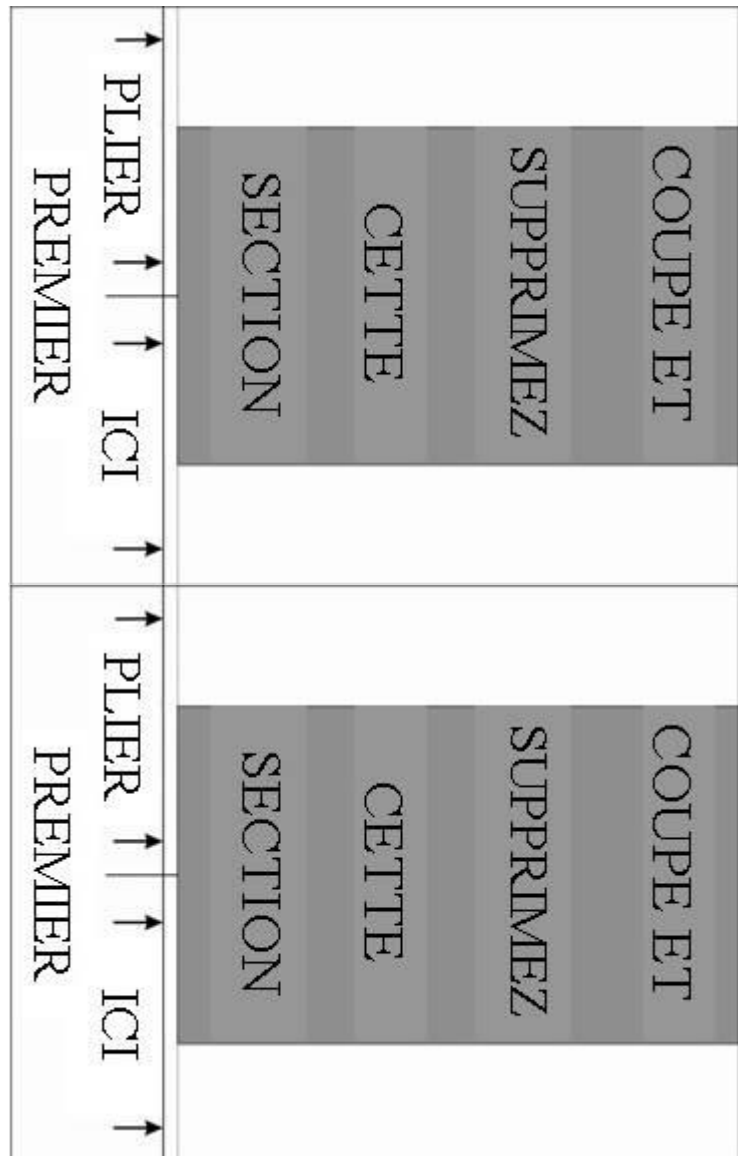 COUPE ET
SUPPRIMEZ
CETTE
SECTION
PLIER ICI
PREMIER
COUPE ET
SUPPRIMEZ
CETTE
SECTION
PLIER ICI
PREMIER